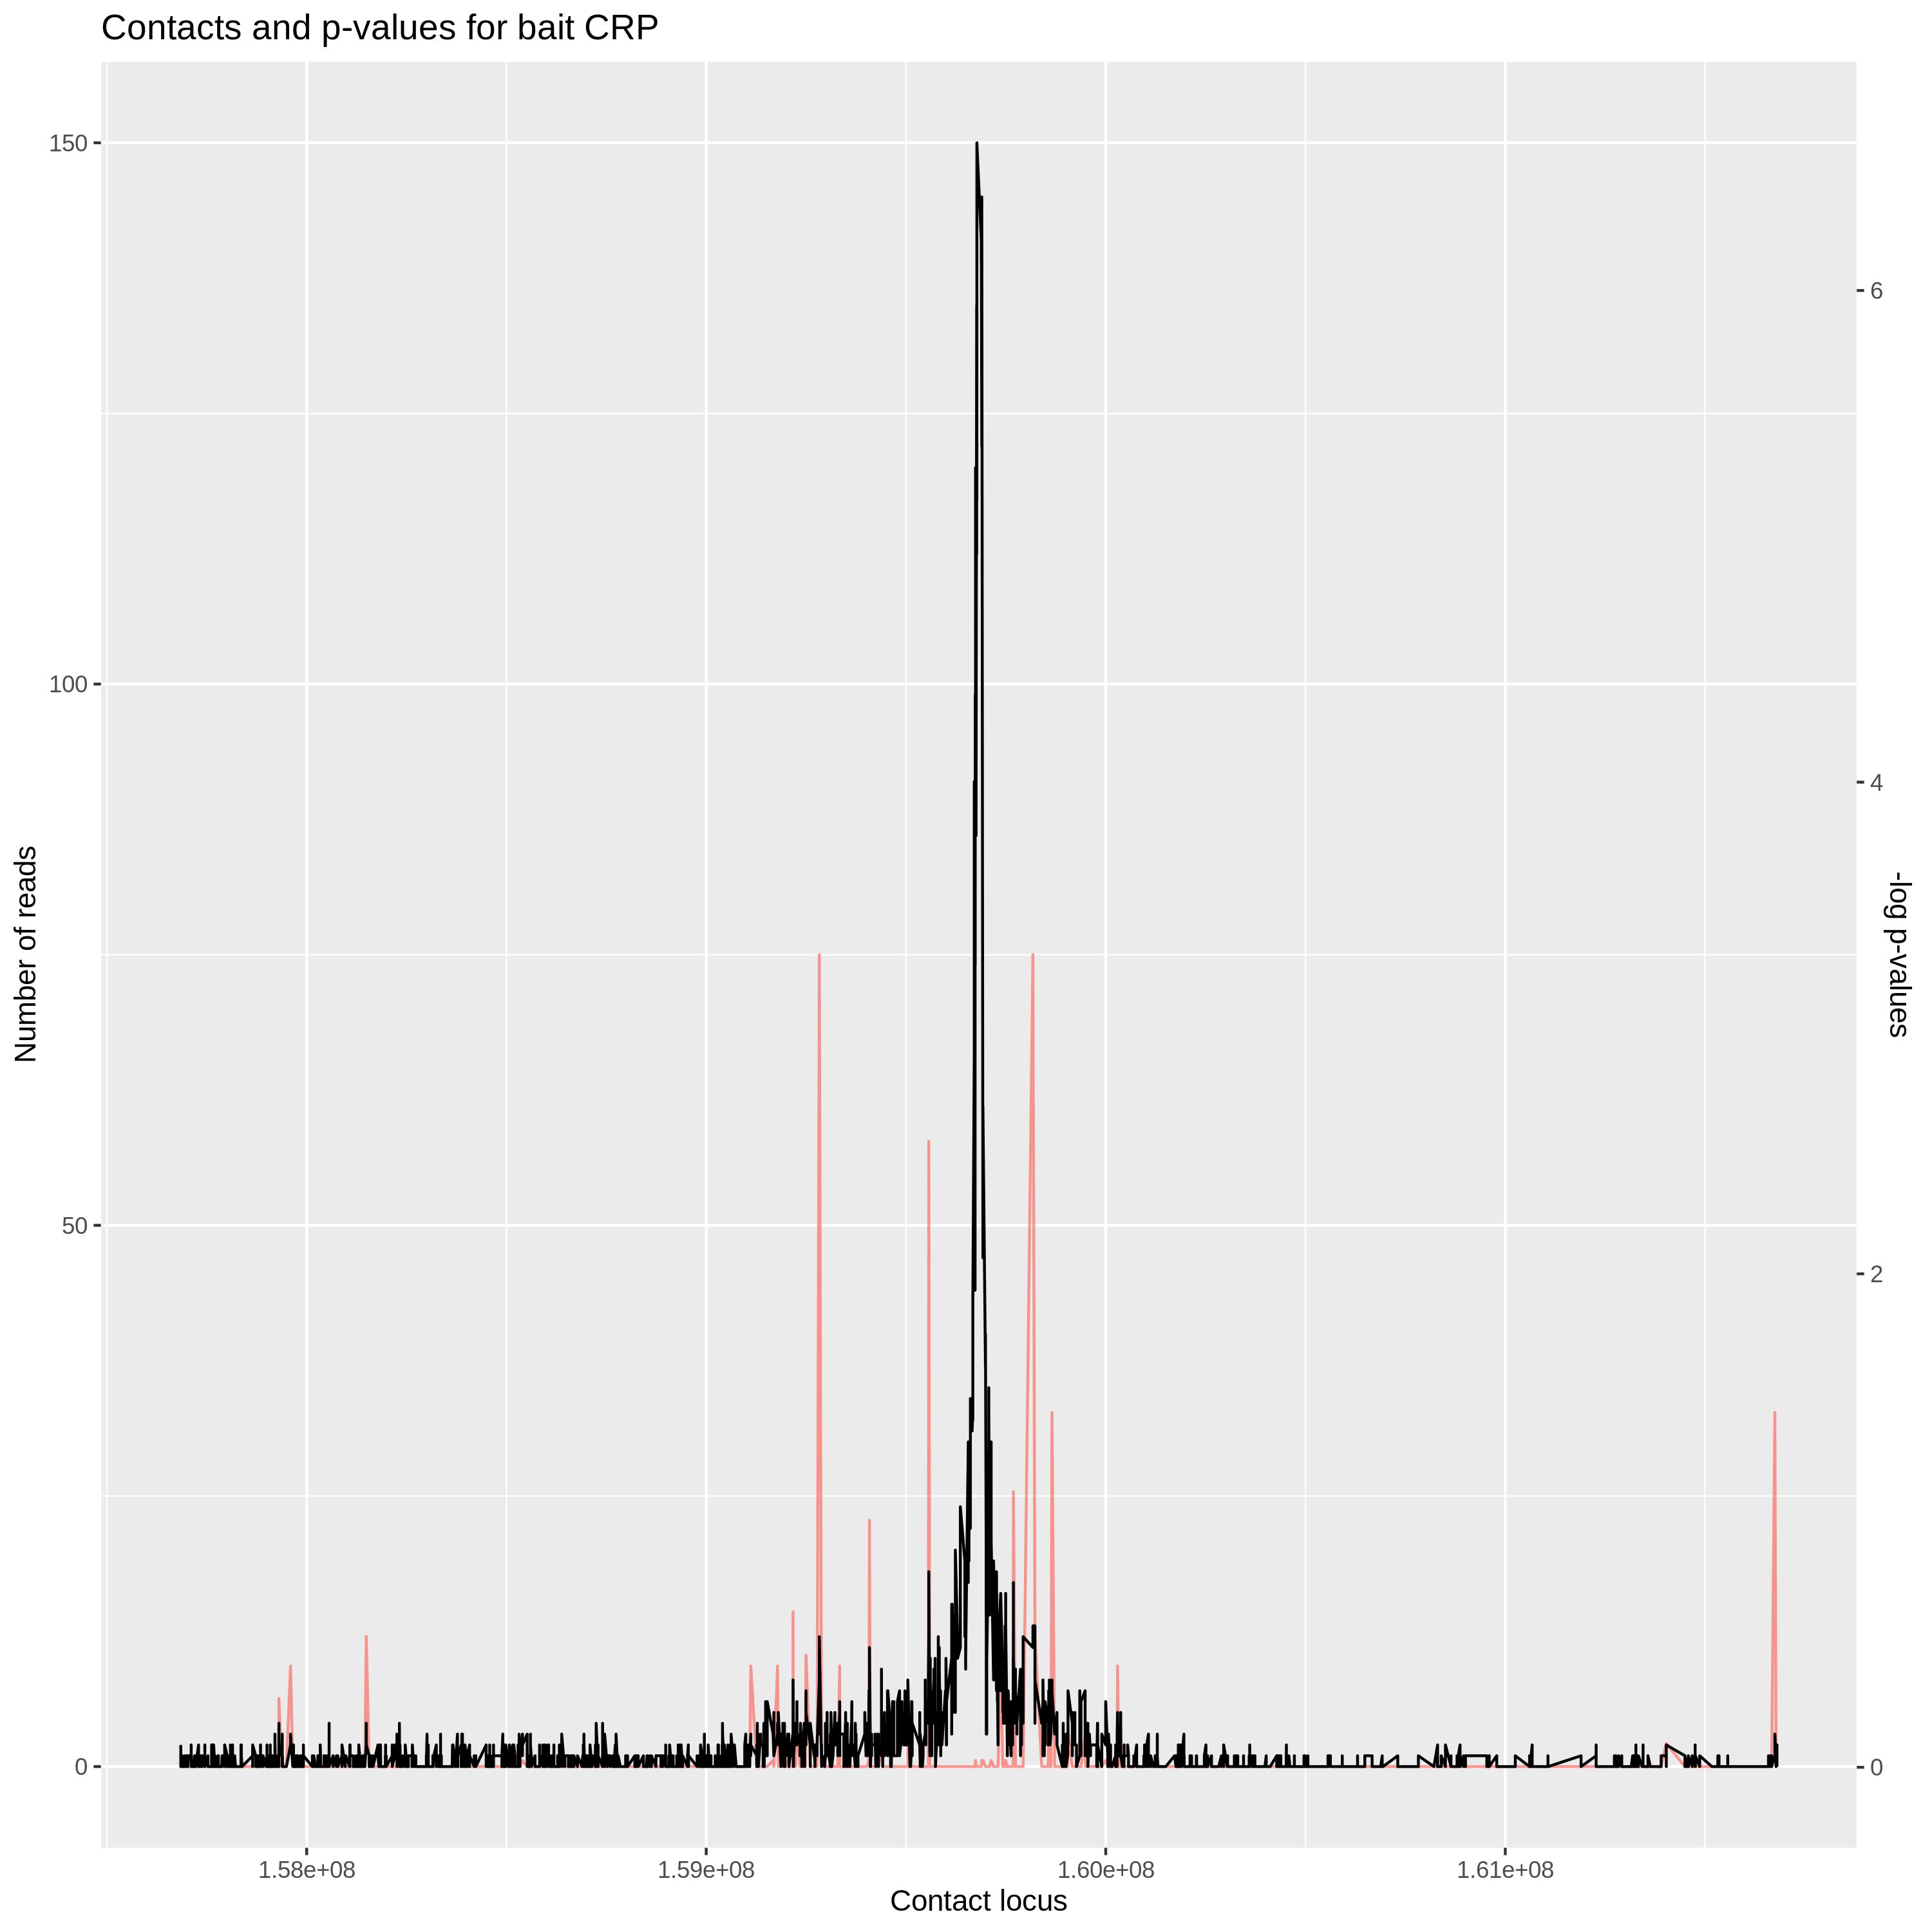 Contacts and p-values for bait CRP
150
100
50
0
Number of reads
6
4
2
0
-log p-values
1.58e+08
1.59e+08
1.60e+08
1.61e+08
Contact locus